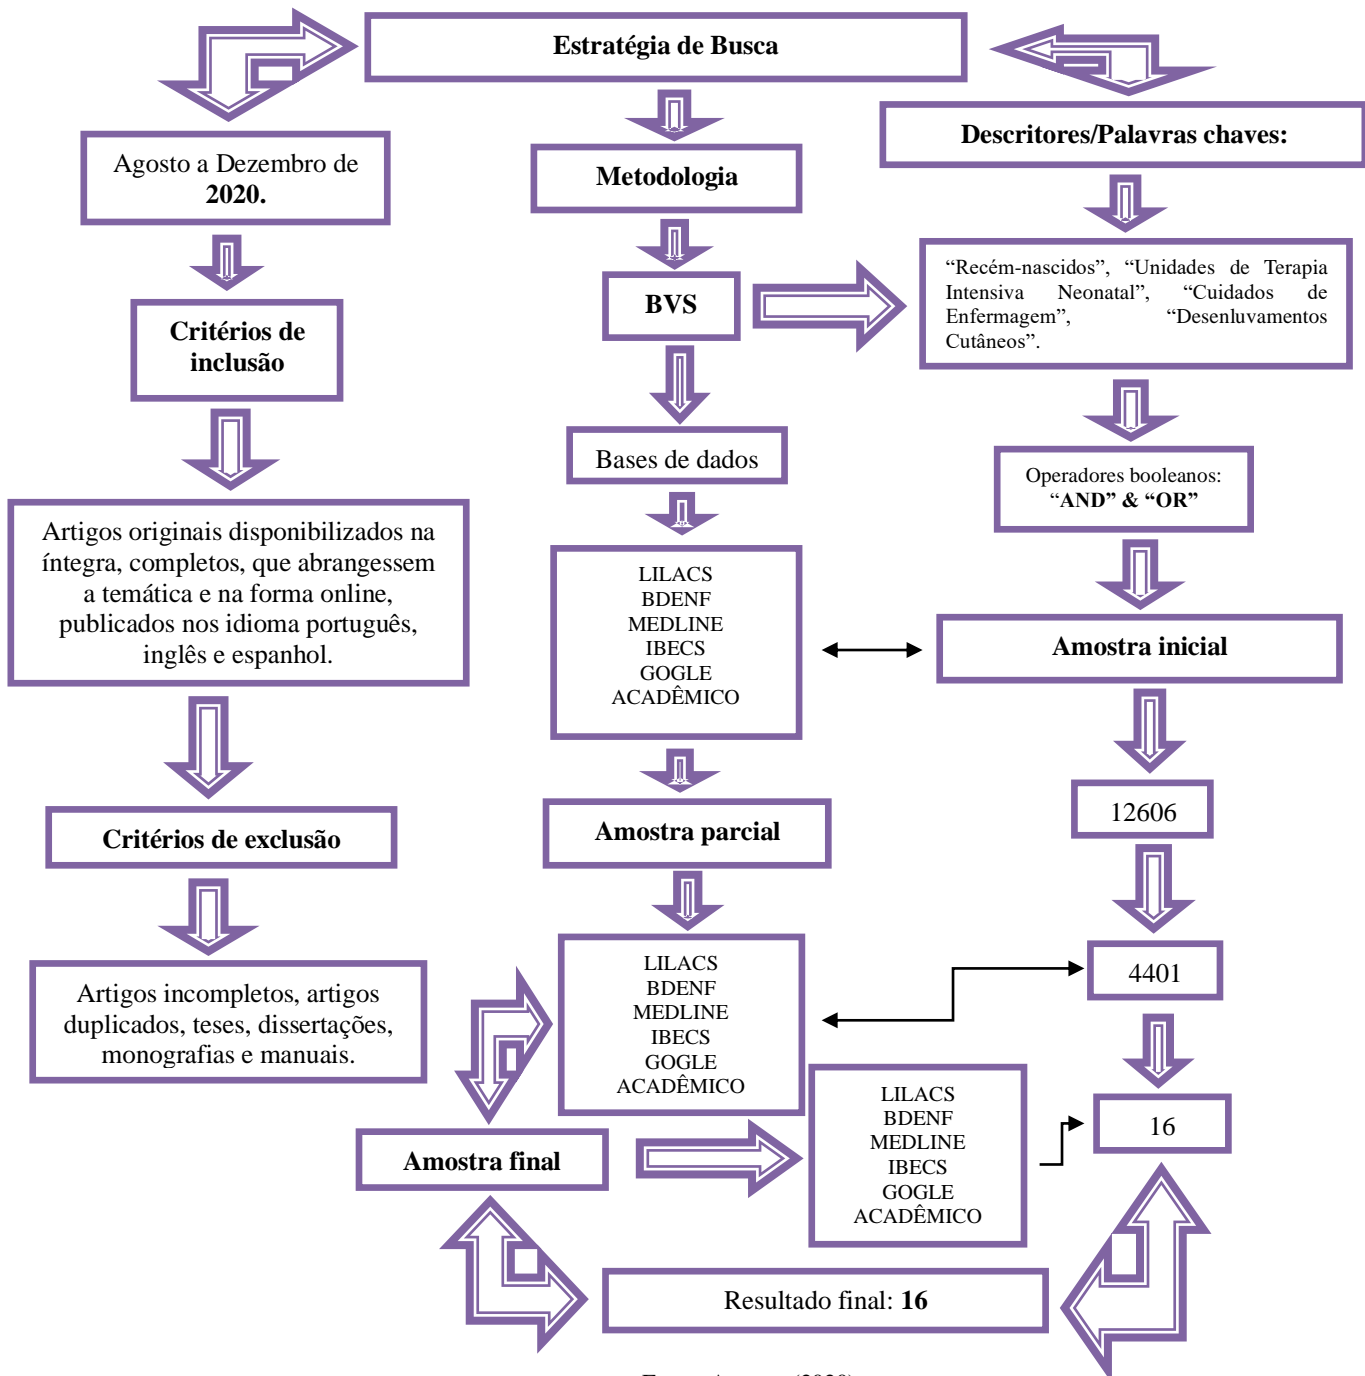 Estratégia de Busca
Agosto a Dezembro de
2020.
Critérios de
inclusão
Artigos originais disponibilizados na
íntegra, completos, que abrangessem
a temática e na forma online,
publicados nos idioma português,
inglês e espanhol.
Critérios de exclusão
Artigos incompletos, artigos
duplicados, teses, dissertações,
monografias e manuais.
Metodologia
BVS
Bases de dados
LILACS
BDENF
MEDLINE
IBECS
GOGLE
ACADÊMICO
Amostra parcial
LILACS
BDENF
MEDLINE
IBECS
GOGLE
ACADÊMICO
Amostra final
LILACS
BDENF
MEDLINE
IBECS
GOGLE
ACADÊMICO
Descritores/Palavras chaves:
“Recém-nascidos”, “Unidades de Terapia
Intensiva Neonatal”, “Cuidados de
Enfermagem”, “Desenluvamentos
Cutâneos”.
Operadores booleanos:
“AND” & “OR”
Amostra inicial
12606
4401
16
Resultado final: 16